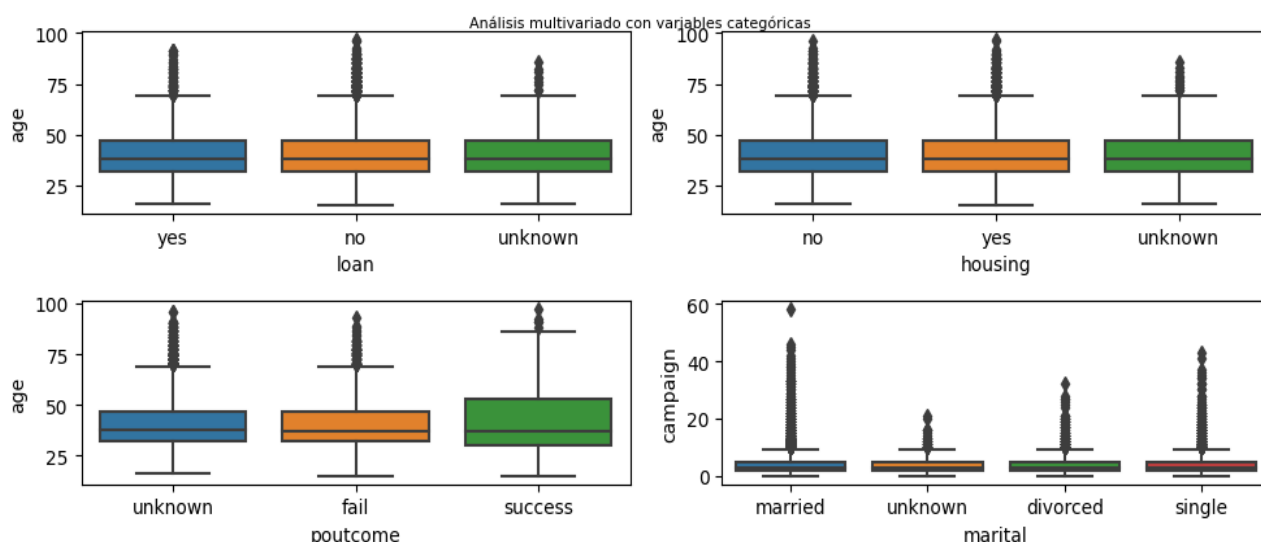 Análisis multivariado con variables categóricas
100
75
50
25
age
yes no unknown
loan
100
75
50
25
age
no yes unknown
housing
100
75
50
25
age
unknown fail success
poutcome
60
40
20
0
campaign
married unknown divorced single
marital